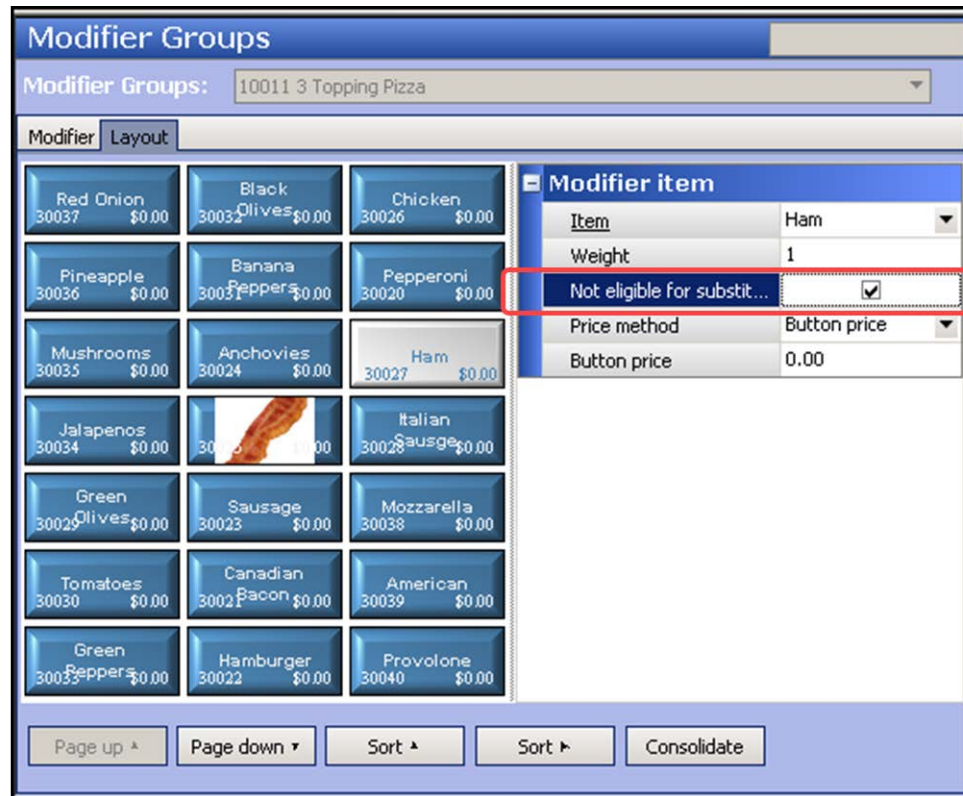 Modifier Groups
Modifier Groups: 10011 3 Topping Pizza
Modifier Layout
Red Onion
30037 $0.00
Black
Olives
30032 $0.00
Chicken
30026 $0.00
Pineapple
30036 $0.00
Banana
Peppers
30031 $0.00
Pepperoni
30020 $0.00
Mushrooms
30035 $0.00
Anchovies
30024 $0.00
Ham
30027 $0.00
Jalapenos
30034 $0.00
Italian
Sausge
30028 $0.00
Green
Olives
30029 $0.00
Sausage
30023 $0.00
Mozzarella
30038 $0.00
Tomatoes
30030 $0.00
Canadian
Bacon
30021 $0.00
American
30039 $0.00
Green
Peppers
30033 $0.00
Hamburger
30022 $0.00
Provolone
30040 $0.00
Modifier item
Item Ham
Weight 1
Not eligible for substit...
Price method Button price
Button price 0.00
Page up
Page down
Sort
Sort
Consolidate